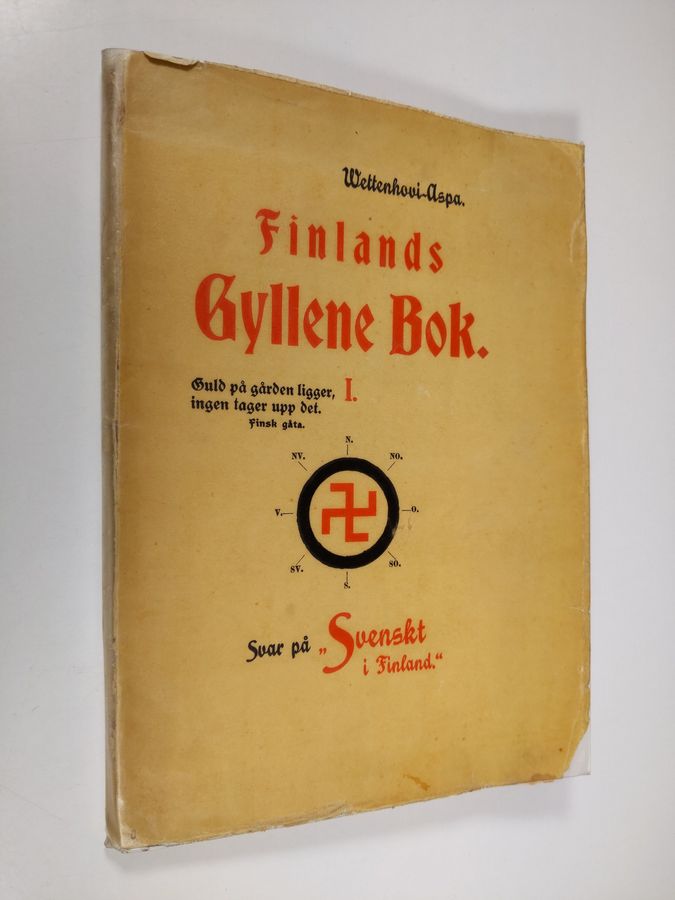 Wettenhovi-Aspa.
Finlands
Gyllene Bok.
Guld på gården ligger,
ingen tager upp det.
I.
Finsk gåta.
N.
NV.
NO.
V.
O.
SV.
SO.
S.
Svar på „Svenskt
i Finland.“